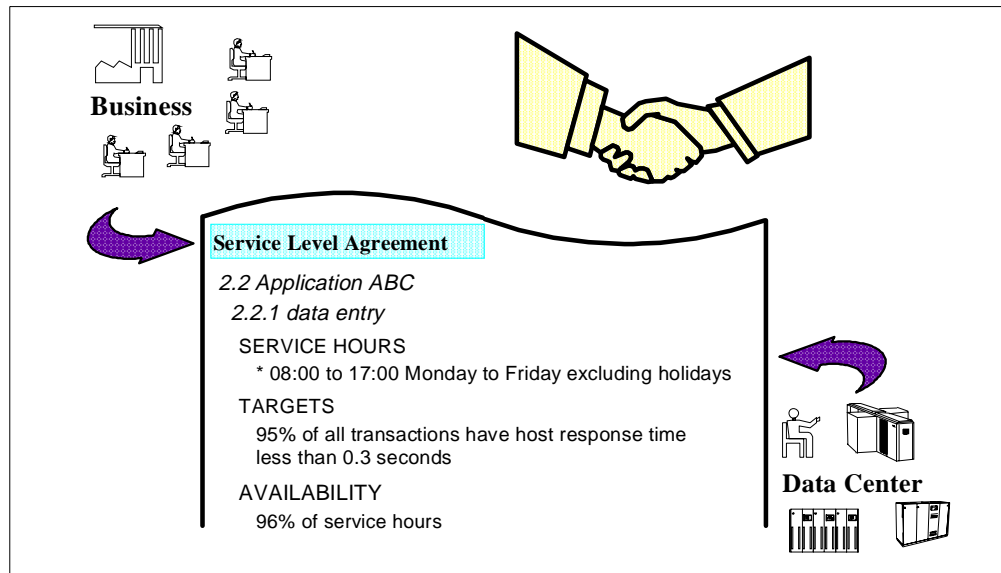 Business
Service Level Agreement
2.2 Application ABC
2.2.1 data entry
SERVICE HOURS
* 08:00 to 17:00 Monday to Friday excluding holidays
TARGETS
95% of all transactions have host response time
less than 0.3 seconds
AVAILABILITY
96% of service hours
Data Center